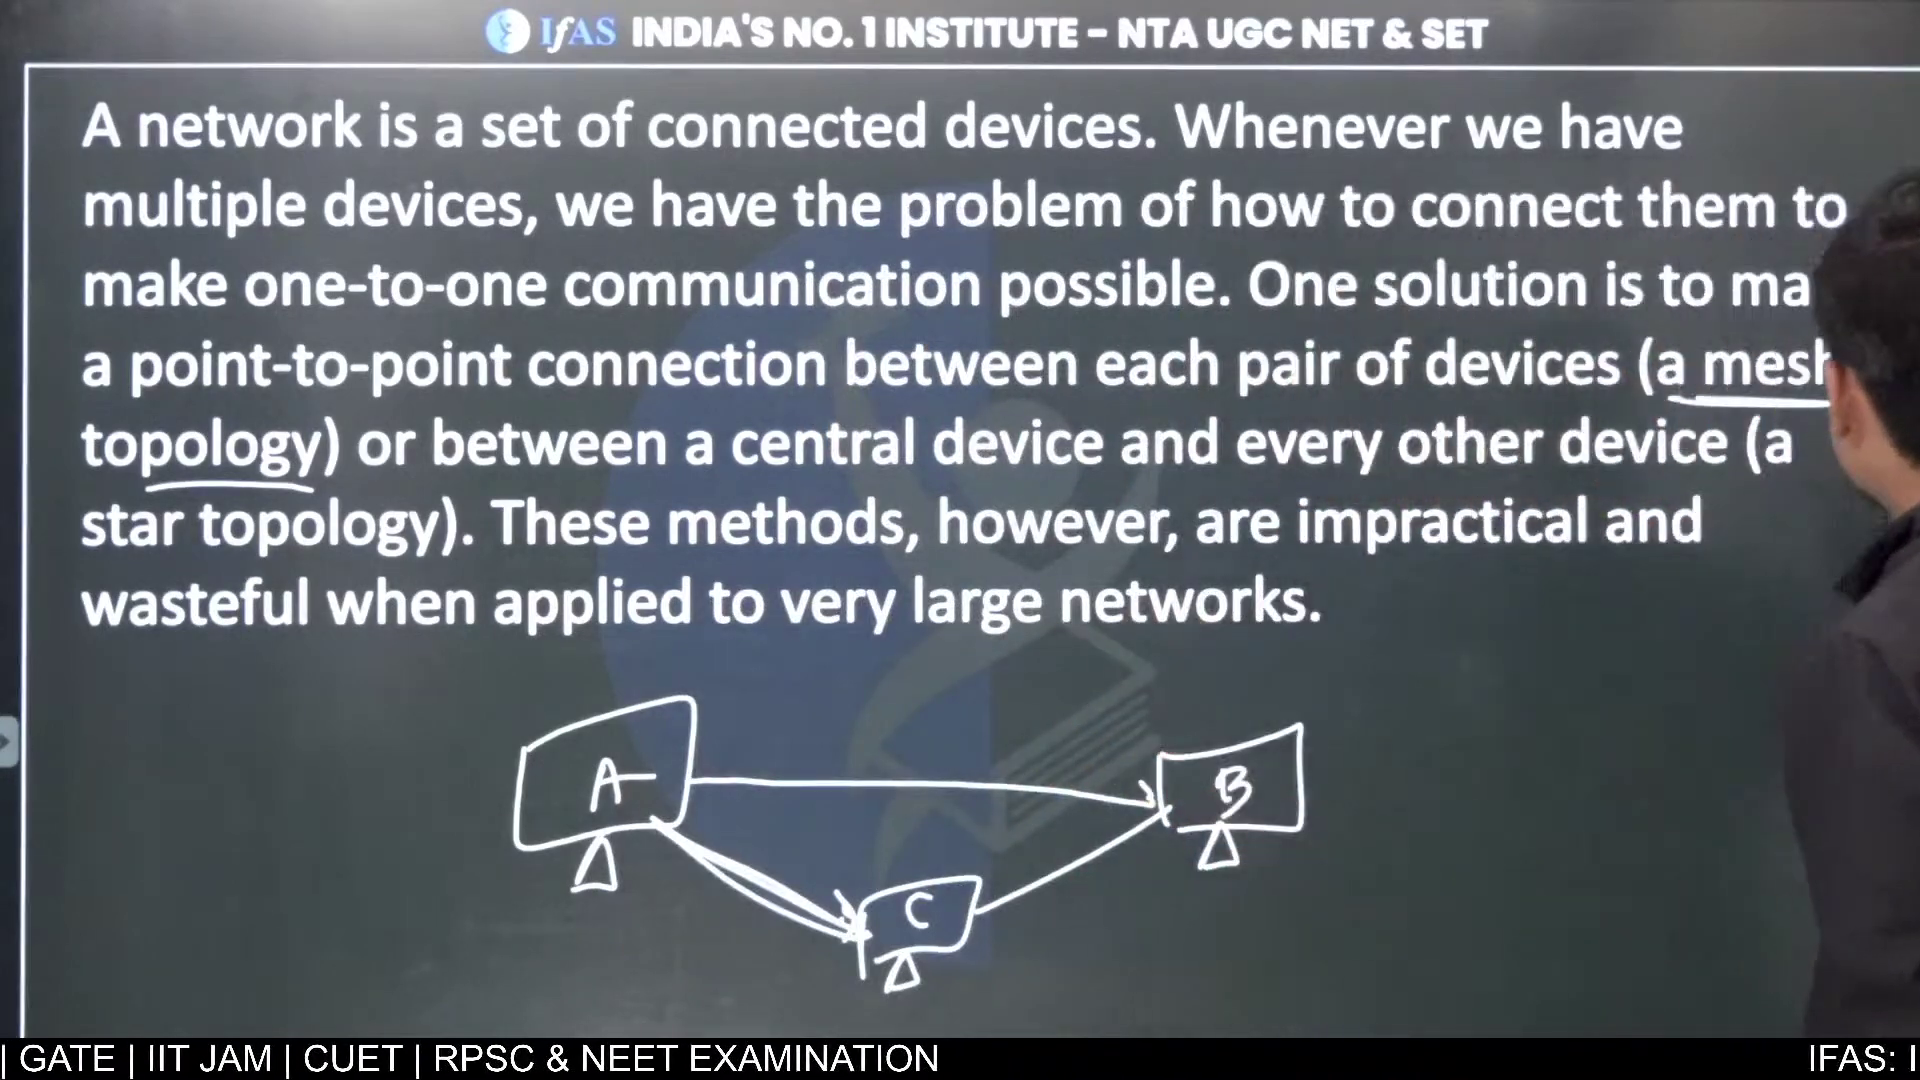 IfAS INDIA'S NO. 1 INSTITUTE - NTA UGC NET & SET
A network is a set of connected devices. Whenever we have
multiple devices, we have the problem of how to connect them to
make one-to-one communication possible. One solution is to ma
a point-to-point connection between each pair of devices (a mesh
topology) or between a central device and every other device (a
star topology). These methods, however, are impractical and
wasteful when applied to very large networks.
A
B
C
| GATE | IIT JAM | CUET | RPSC & NEET EXAMINATION
IFAS: I